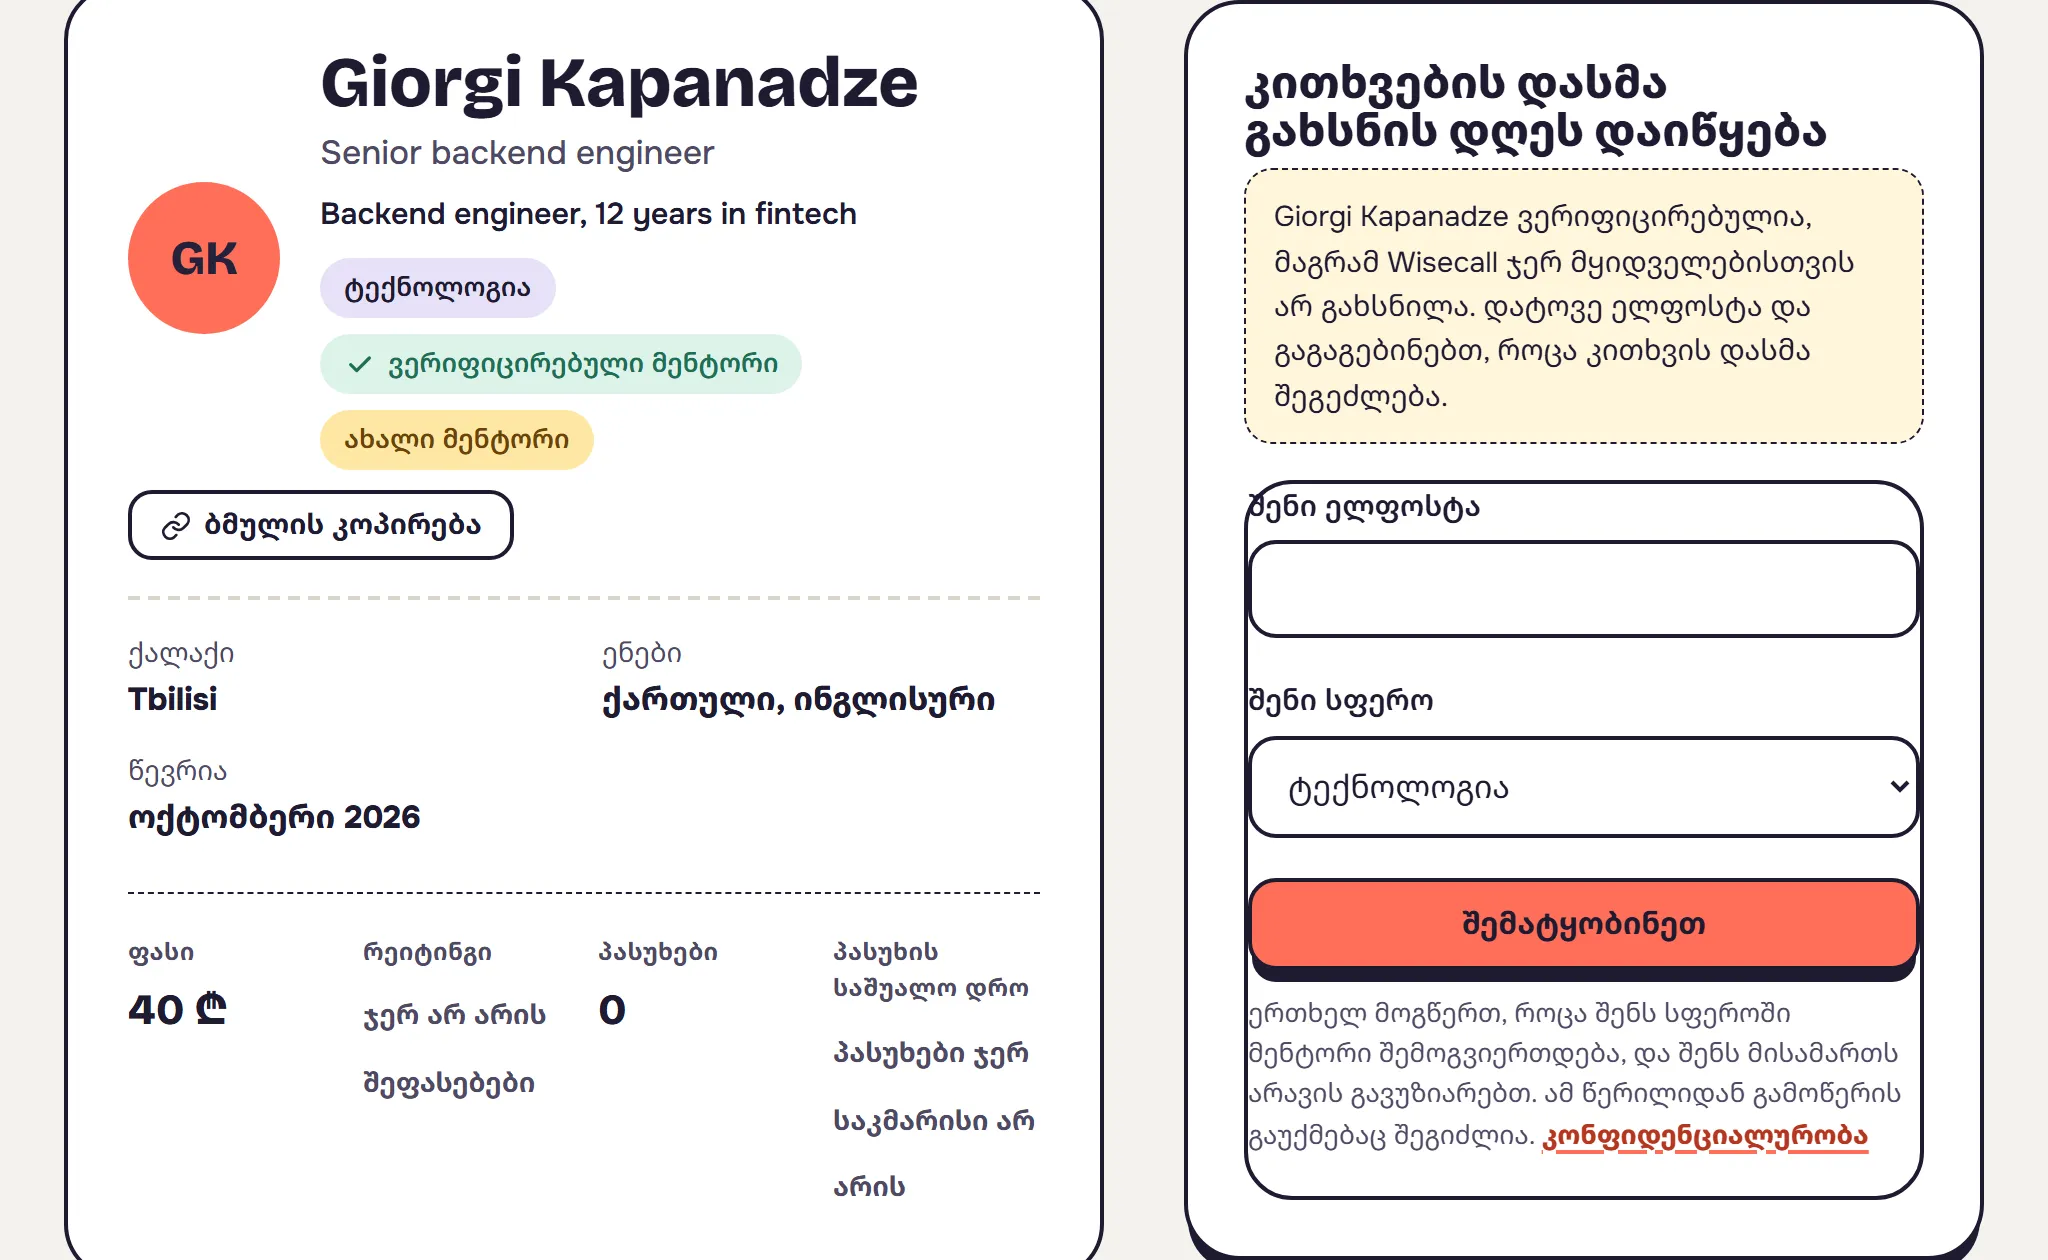 Giorgi Kapanadze
Senior backend engineer
Backend engineer, 12 years in fintech
GK
ტექნოლოგია
ვერიფიცირებული მენტორი
ახალი მენტორი
ბმულის კოპირება
ქალაქი
Tbilisi
ენები
ქართული, ინგლისური
წევრია
ოქტომბერი 2026
ფასი
40 ₾
რეიტინგი
ჯერ არ არის
შეფასებები
პასუხები
0
პასუხის
საშუალო დრო
პასუხები ჯერ
საკმარისი არ
არის
კითხვების დასმა
გახსნის დღეს დაიწყება
Giorgi Kapanadze ვერიფიცირებულია,
მაგრამ Wisecall ჯერ მყიდველებისთვის
არ გახსნილა. დატოვე ელფოსტა და
გაგაგებინებთ, როცა კითხვის დასმა
შეგეძლება.
შენი ელფოსტა
შენი სფერო
ტექნოლოგია
შემატყობინეთ
ერთხელ მოგწერთ, როცა შენს სფეროში
მენტორი შემოგვიერთდება, და შენს მისამართს
არავის გავუზიარებთ. ამ წერილიდან გამოწერის
გაუქმებაც შეგიძლია. კონფიდენციალურობა